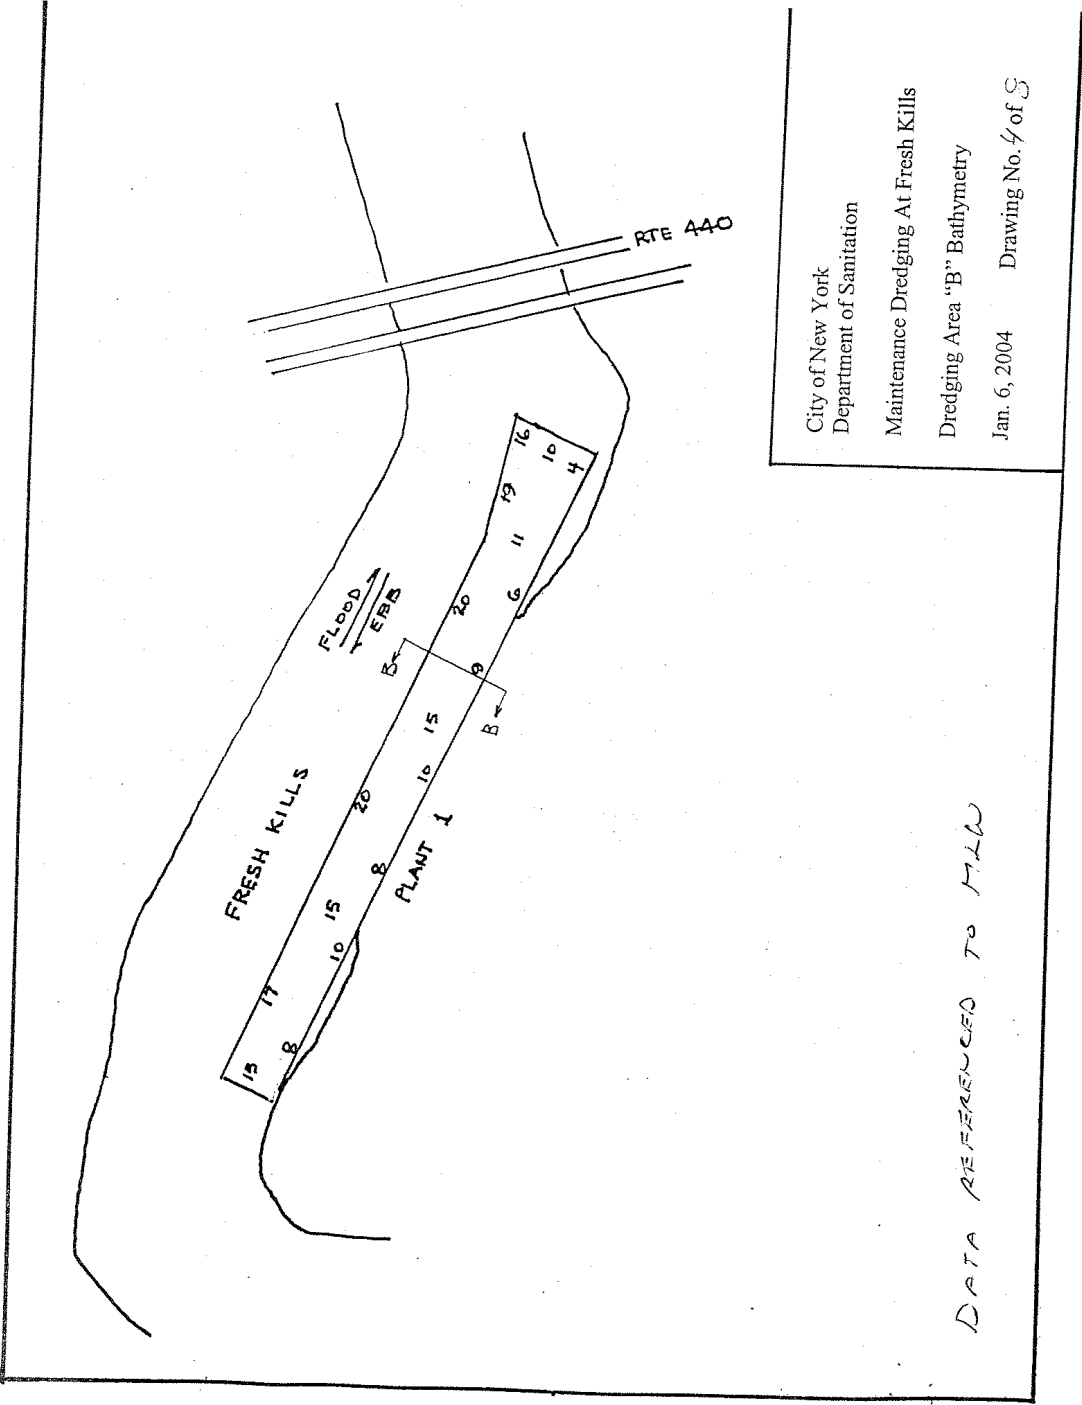 RTE 440
FLOOD
EBB
FRESH KILLS
B
B
PLANT 1
15
17
20
20
19
16
8
10
15
8
10
15
9
6
11
4
10
DATA REFERENCED TO MLW
City of New York
Department of Sanitation
Maintenance Dredging At Fresh Kills
Dredging Area “B” Bathymetry
Jan. 6, 2004 Drawing No. 4 of 8